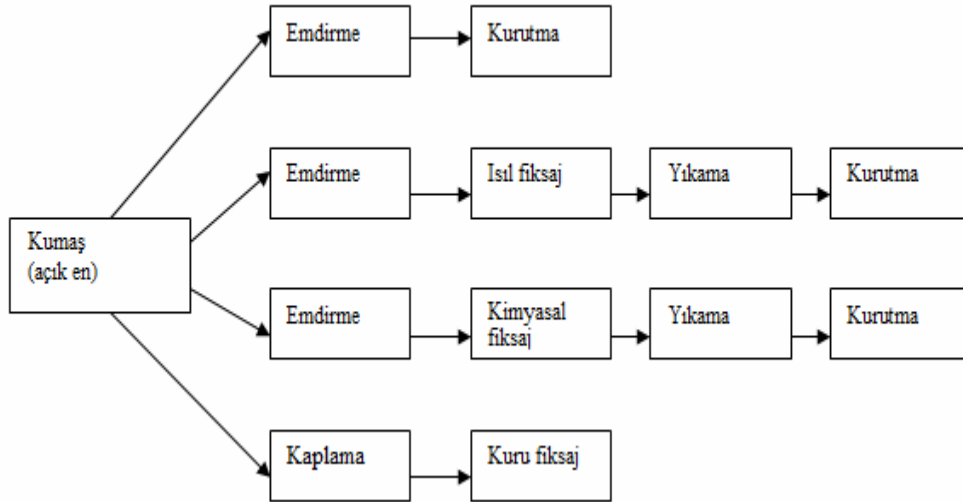 Emdirme
Kurutma
Emdirme
Isıl fiksaj
Yıkama
Kurutma
Kumaş
(açık en)
Emdirme
Kimyasal
fiksaj
Yıkama
Kurutma
Kaplama
Kuru fiksaj